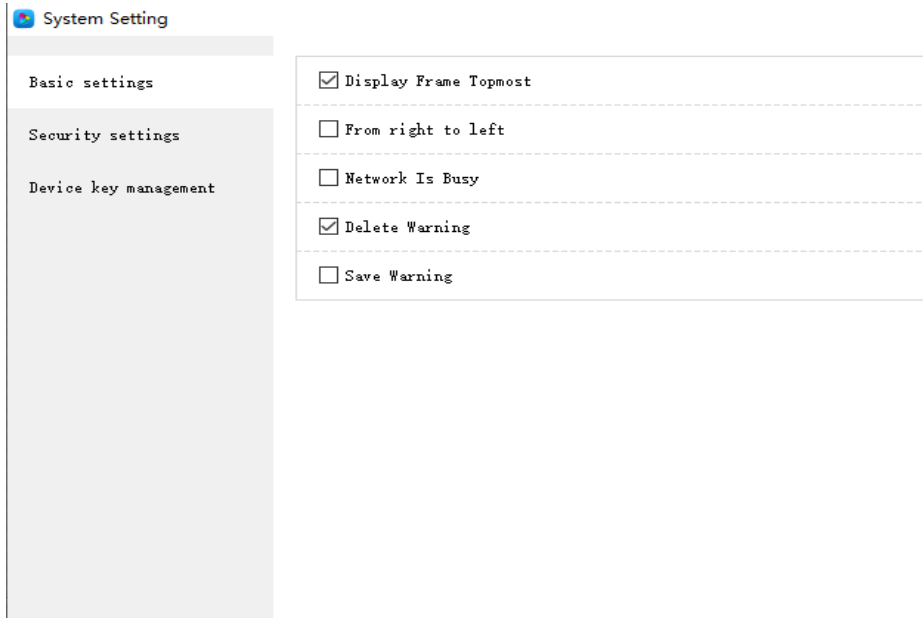 System Setting
Basic settings
Security settings
Device key management
Display Frame Topmost
From right to left
Network Is Busy
Delete Warning
Save Warning